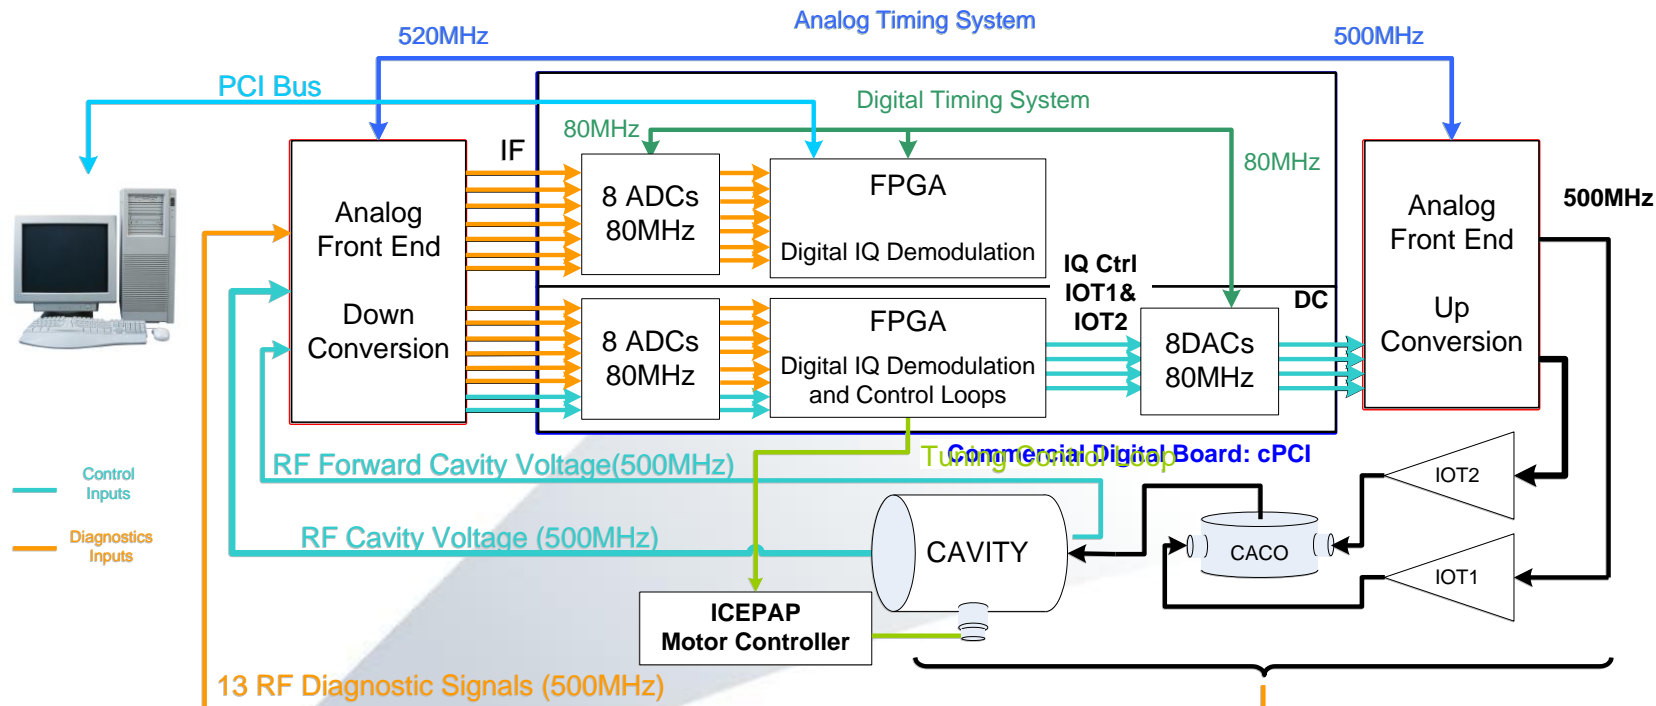 Analog Timing System
520MHz
500MHz
PCI Bus
Digital Timing System
80MHz
80MHz
IF
8 ADCs
80MHz
FPGA
Digital IQ Demodulation
Analog
Front End
Down
Conversion
IQ Ctrl
IOT1&
IOT2
DC
Analog
Front End
Up
Conversion
500MHz
8 ADCs
80MHz
FPGA
Digital IQ Demodulation
and Control Loops
8DACs
80MHz
Tuning Control Loop
Commercial Digital Board: cPCI
RF Forward Cavity Voltage(500MHz)
Control
Inputs
Diagnostics
Inputs
RF Cavity Voltage (500MHz)
CAVITY
CACO
IOT2
IOT1
ICEPAP
Motor Controller
13 RF Diagnostic Signals (500MHz)